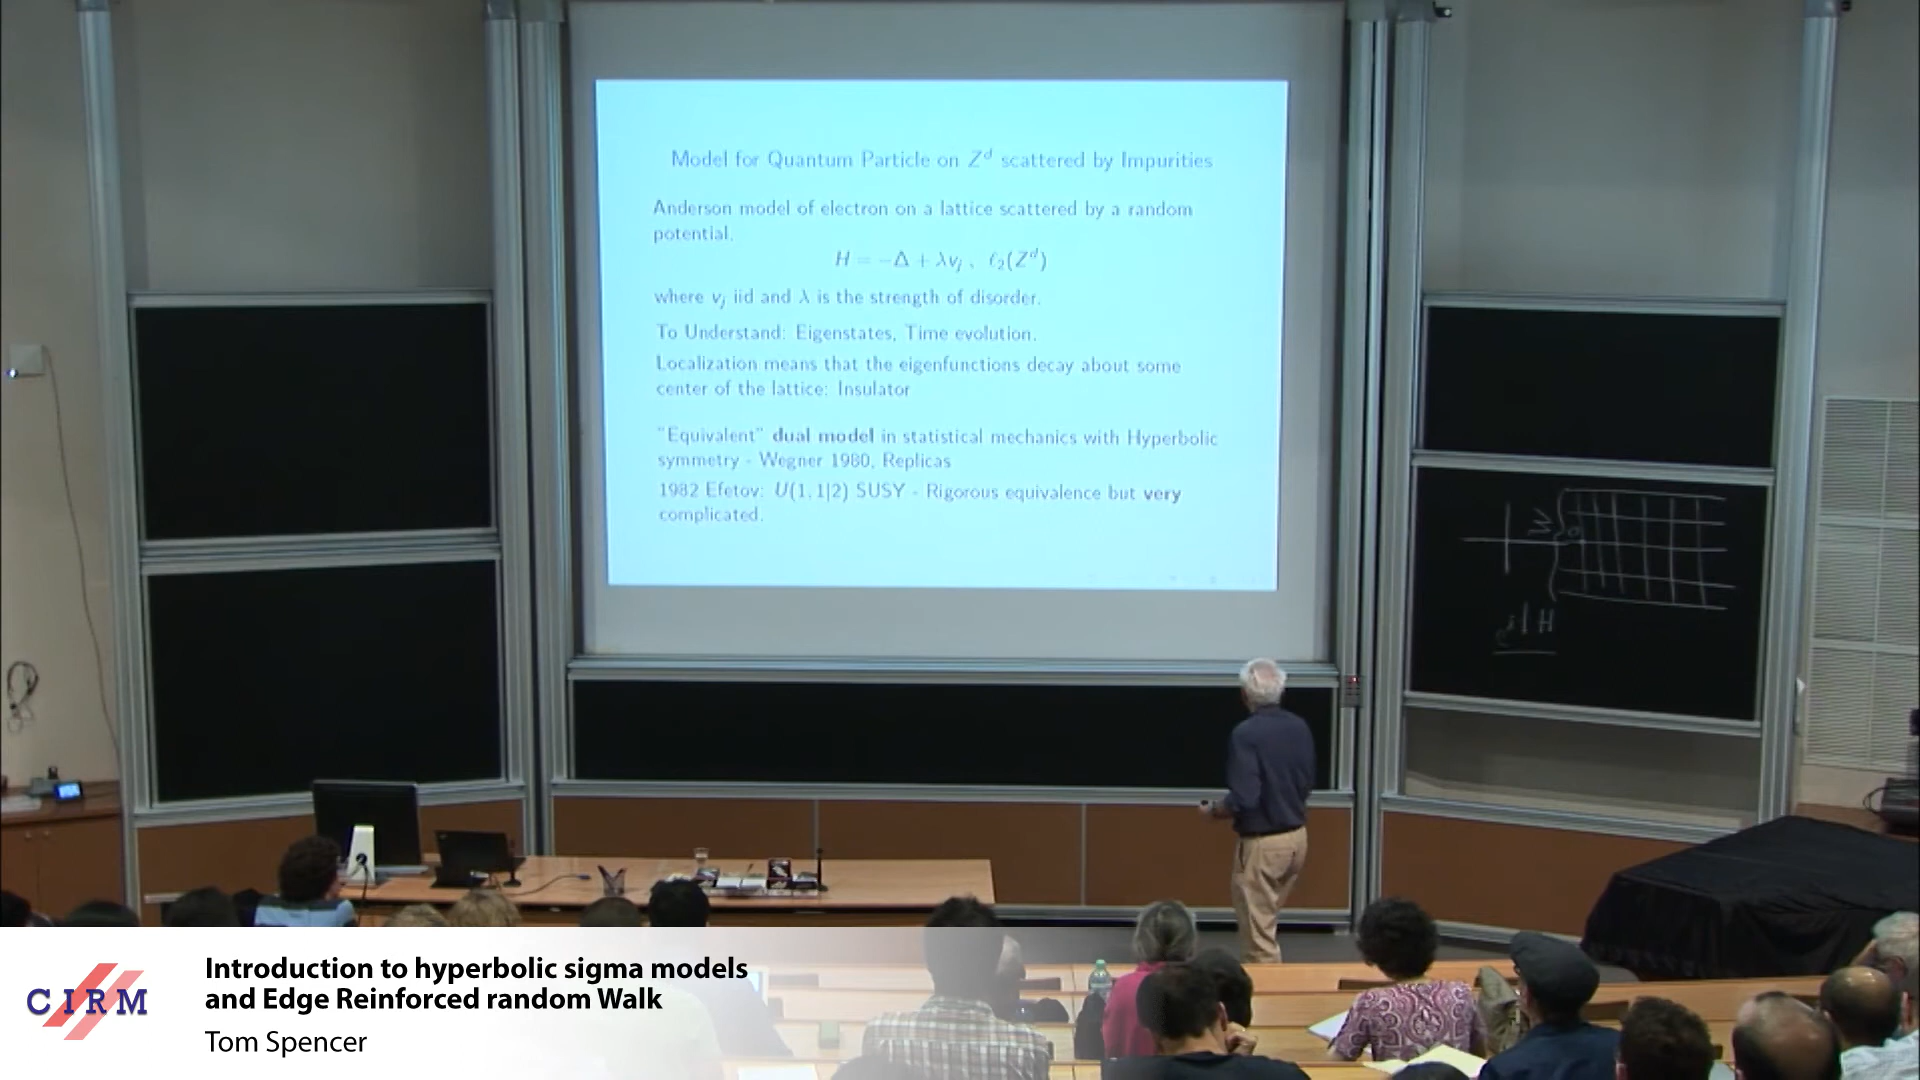 Model for Quantum Particle on Z^d scattered by Impurities
Anderson model of electron on a lattice scattered by a random
potential.
H = −Δ + λv_j , ℓ_2(Z^d)
where v_j iid and λ is the strength of disorder.
To Understand: Eigenstates, Time evolution.
Localization means that the eigenfunctions decay about some
center of the lattice: Insulator
"Equivalent" dual model in statistical mechanics with Hyperbolic
symmetry - Wegner 1980, Replicas
1982 Efetov: U(1, 1|2) SUSY - Rigorous equivalence but very
complicated.
W
0
e^{itH}
CIRM
Introduction to hyperbolic sigma models
and Edge Reinforced random Walk
Tom Spencer